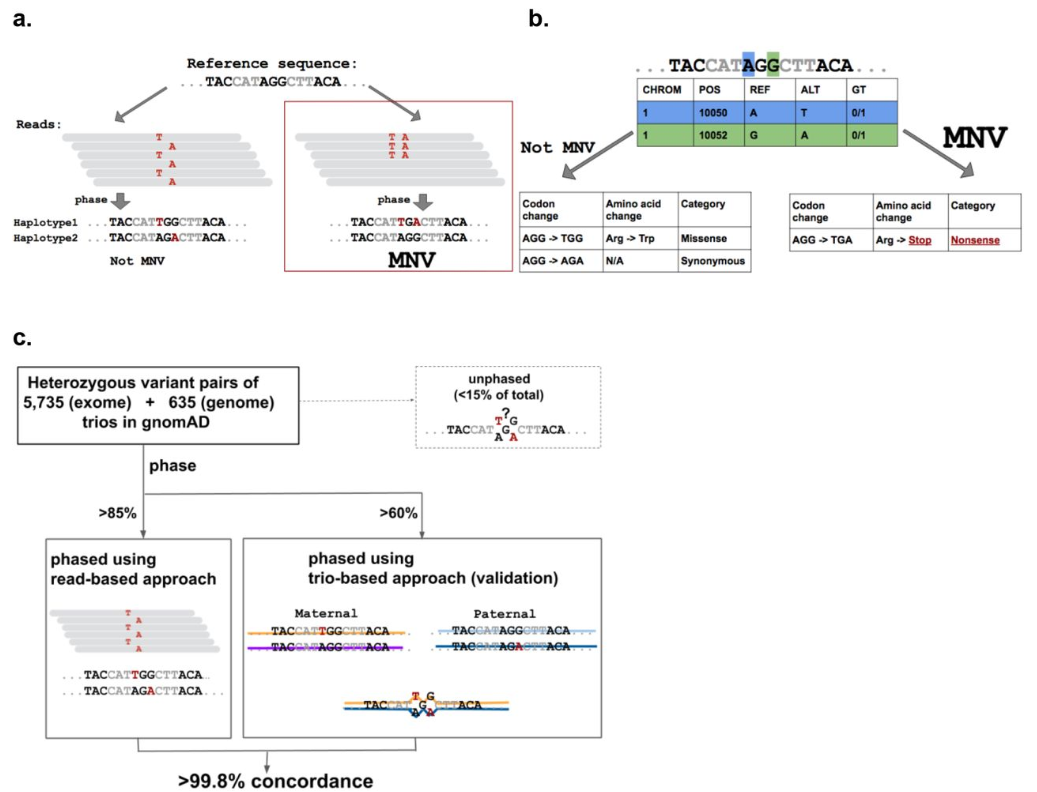 a.
Reference sequence:
...TACCATAGGCTTACA...
Reads:
T
A
T
A
T
A
T A
T A
T A
phase
phase
Haplotype1 ...TACCATTGGCTTACA...
Haplotype2 ...TACCATAGACTTACA...
Not MNV
...TACCATTGACTTACA...
...TACCATAGGCTTACA...
MNV
b.
...TACCATAGGCTTACA...
CHROM POS REF ALT GT
1 10050 A T 0/1
1 10052 G A 0/1
Not MNV
MNV
Codon change Amino acid change Category
AGG -> TGG Arg -> Trp Missense
AGG -> AGA N/A Synonymous
Codon change Amino acid change Category
AGG -> TGA Arg -> Stop Nonsense
c.
Heterozygous variant pairs of
5,735 (exome) + 635 (genome)
trios in gnomAD
unphased
(<15% of total)
?
T G
...TACCAT G CTTACA...
A A
phase
>85%
>60%
phased using
read-based approach
T
A
T
A
T
A
...TACCATTGGCTTACA...
...TACCATAGACTTACA...
phased using
trio-based approach (validation)
Maternal
TACCATTGGCTTACA
TACCATAGGCTTACA
Paternal
TACCATAGGCTTACA
TACCATAGACTTACA
T G
TACCAT G CTTACA
A A
>99.8% concordance